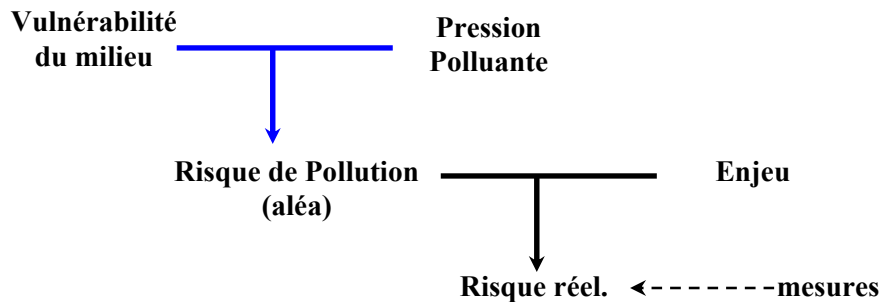 Vulnérabilité
du milieu
Pression
Polluante
Risque de Pollution
(aléa)
Enjeu
Risque réel.
mesures